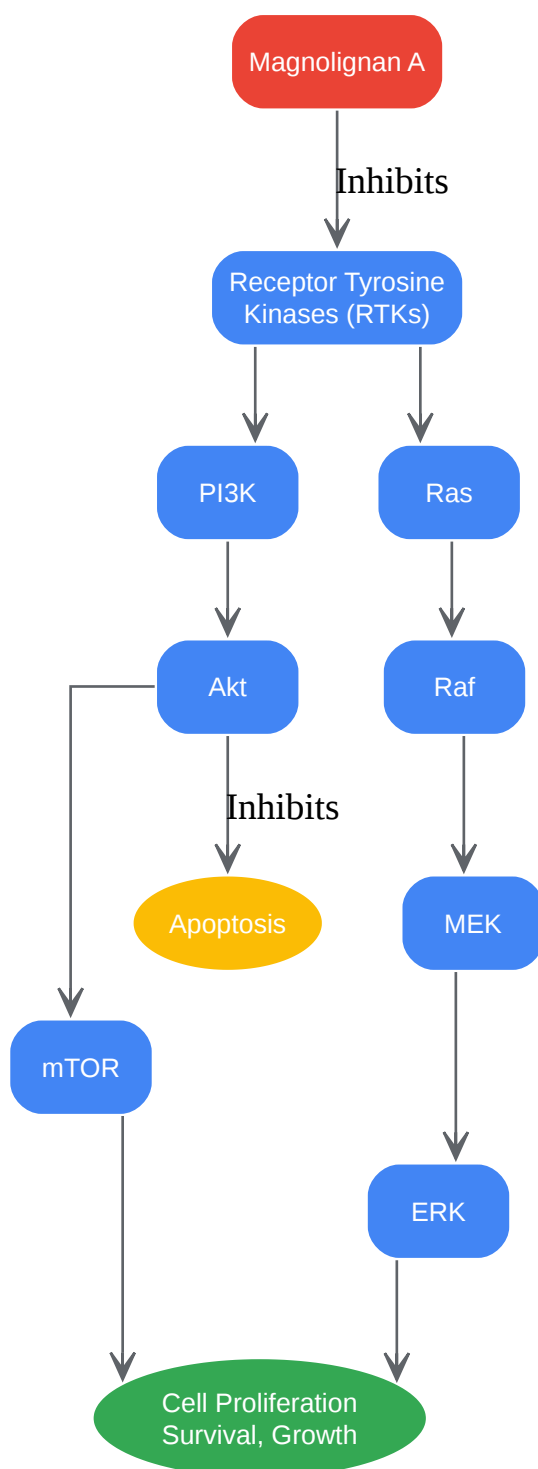 Magnolignan A
Inhibits
Receptor Tyrosine
Kinases (RTKs)
PI3K
Ras
Akt
Raf
Inhibits
Apoptosis
MEK
mTOR
ERK
Cell Proliferation
Survival, Growth